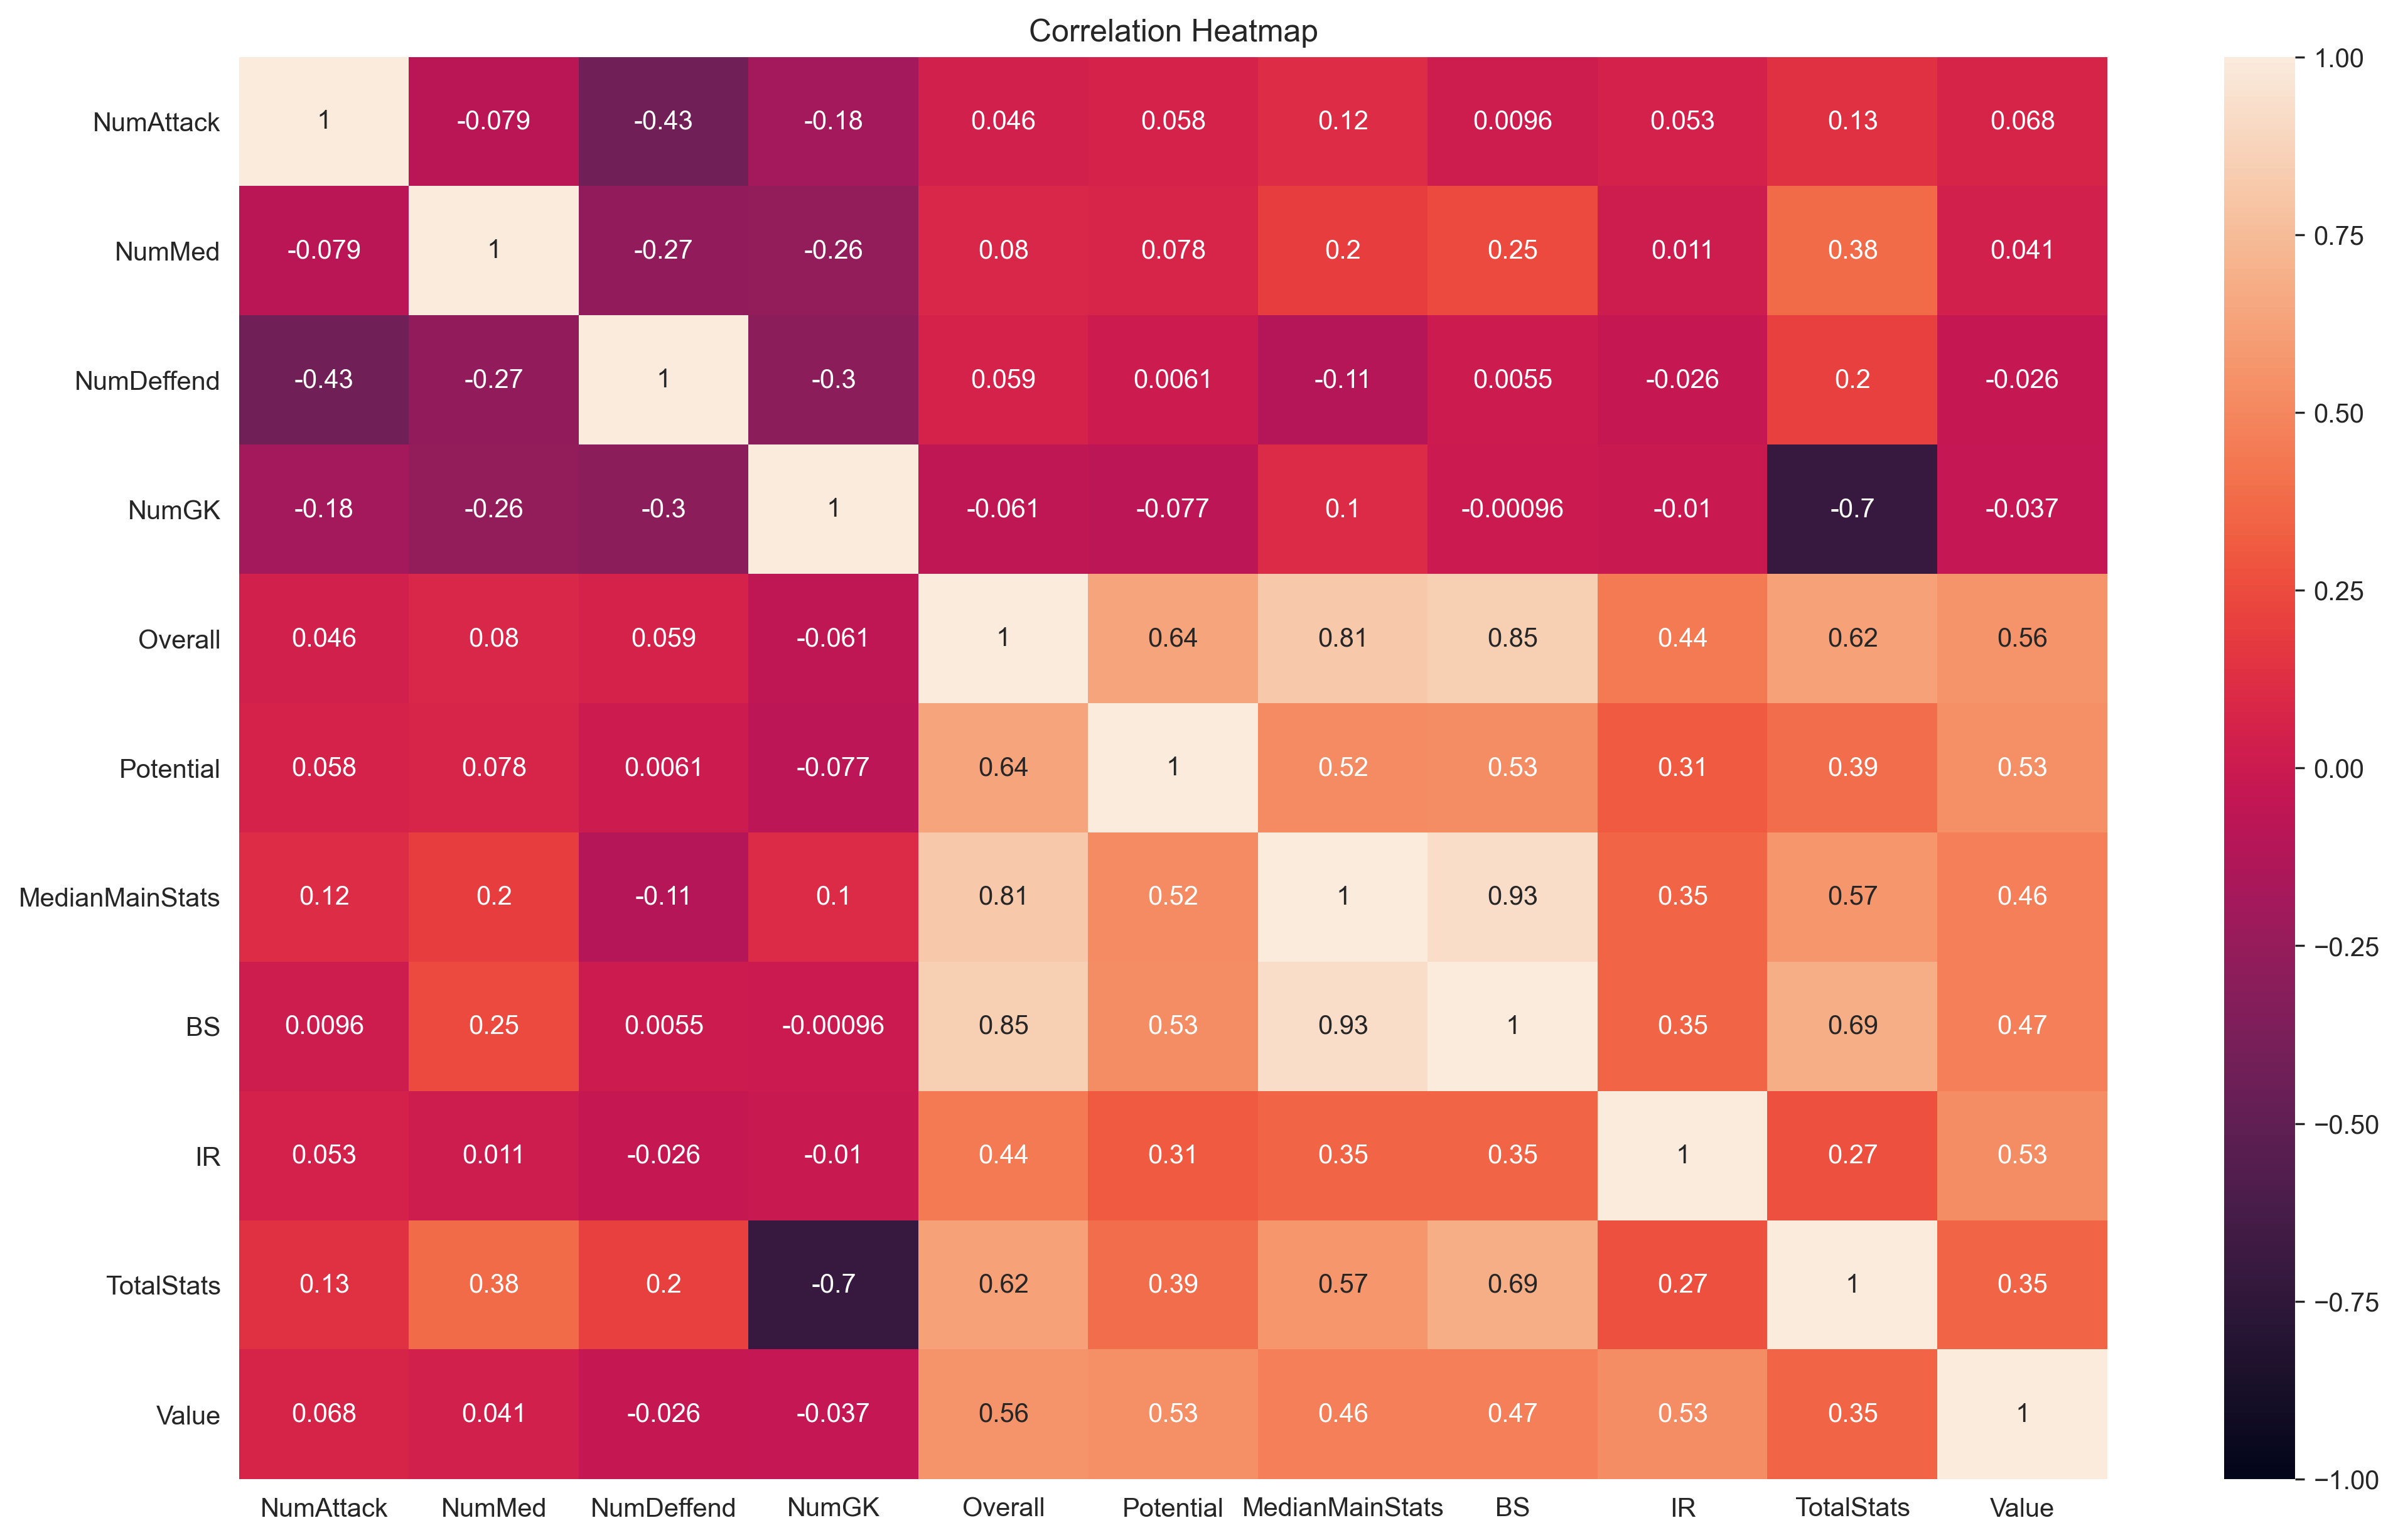 Correlation Heatmap
NumAttack 1 -0.079 -0.43 -0.18 0.046 0.058 0.12 0.0096 0.053 0.13 0.068
NumMed -0.079 1 -0.27 -0.26 0.08 0.078 0.2 0.25 0.011 0.38 0.041
NumDeffend -0.43 -0.27 1 -0.3 0.059 0.0061 -0.11 0.0055 -0.026 0.2 -0.026
NumGK -0.18 -0.26 -0.3 1 -0.061 -0.077 0.1 -0.00096 -0.01 -0.7 -0.037
Overall 0.046 0.08 0.059 -0.061 1 0.64 0.81 0.85 0.44 0.62 0.56
Potential 0.058 0.078 0.0061 -0.077 0.64 1 0.52 0.53 0.31 0.39 0.53
MedianMainStats 0.12 0.2 -0.11 0.1 0.81 0.52 1 0.93 0.35 0.57 0.46
BS 0.0096 0.25 0.0055 -0.00096 0.85 0.53 0.93 1 0.35 0.69 0.47
IR 0.053 0.011 -0.026 -0.01 0.44 0.31 0.35 0.35 1 0.27 0.53
TotalStats 0.13 0.38 0.2 -0.7 0.62 0.39 0.57 0.69 0.27 1 0.35
Value 0.068 0.041 -0.026 -0.037 0.56 0.53 0.46 0.47 0.53 0.35 1
NumAttack NumMed NumDeffend NumGK Overall Potential MedianMainStats BS IR TotalStats Value
1.00
0.75
0.50
0.25
0.00
−0.25
−0.50
−0.75
−1.00